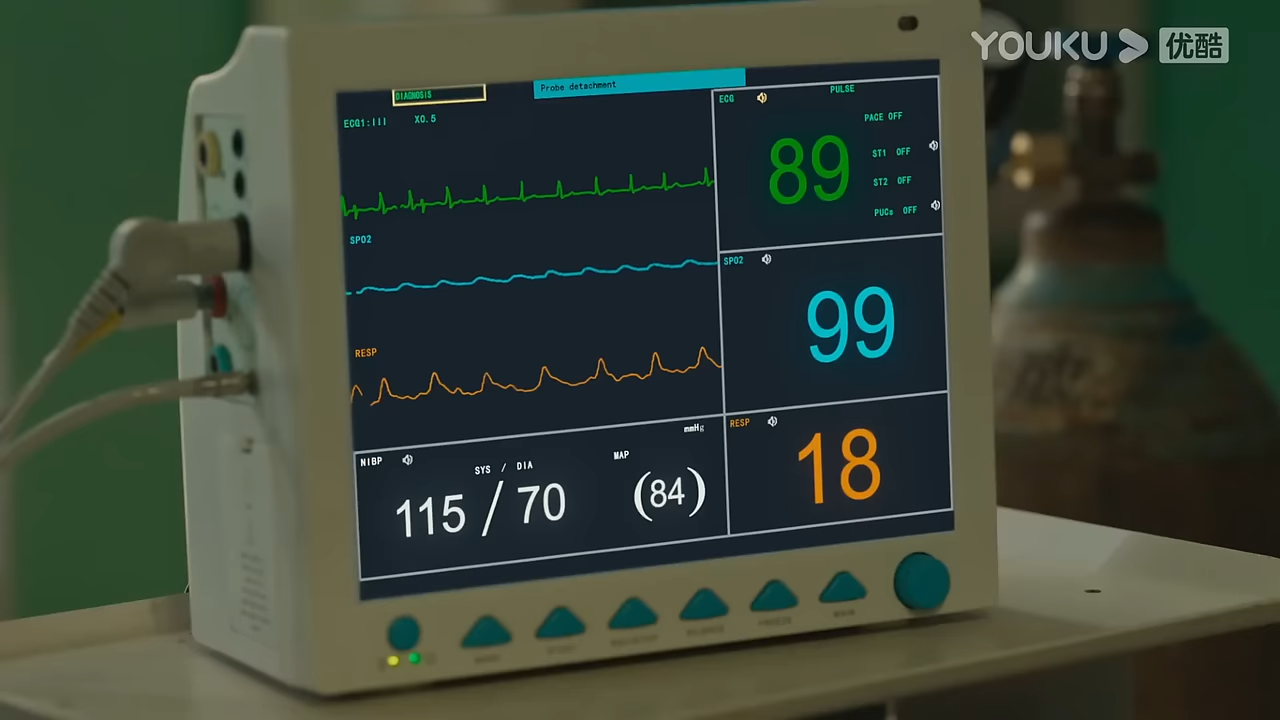 YOUKU 优酷
DIAGNOSIS
Probe detachment
ECG1:III X0.5
ECG
PULSE
89
PACE OFF
ST1 OFF
ST2 OFF
PUCs OFF
SPO2
SPO2
99
RESP
RESP
18
NIBP
SYS / DIA
MAP
mmHg
115 / 70
(84)